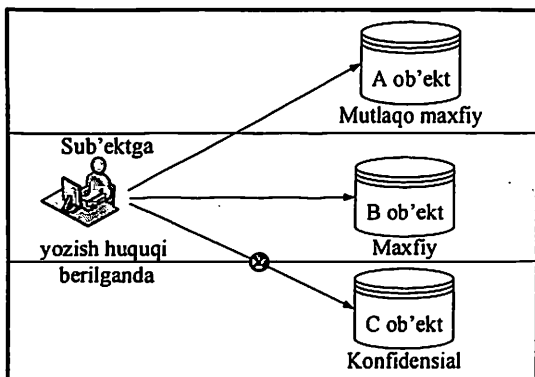 A ob'ekt
Mutlaqo maxfiy
Sub'ektga
yozish huquqi
berilganda
B ob'ekt
Maxfiy
C ob'ekt
Konfidensial